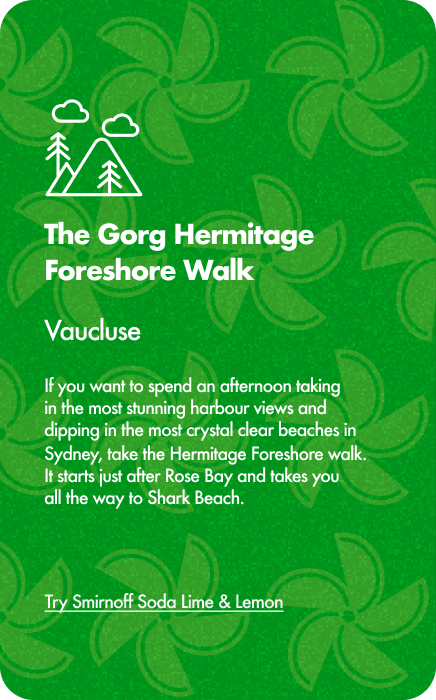 The Gorg Hermitage
Foreshore Walk
Vaucluse
If you want to spend an afternoon taking
in the most stunning harbour views and
dipping in the most crystal clear beaches in
Sydney, take the Hermitage Foreshore walk.
It starts just after Rose Bay and takes you
all the way to Shark Beach.
Try Smirnoff Soda Lime & Lemon